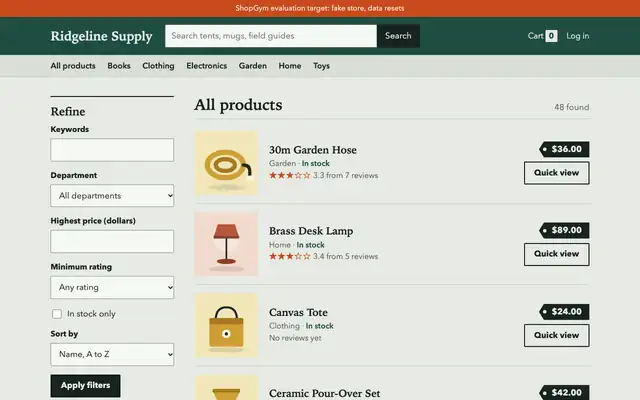 ShopGym evaluation target: fake store, data resets
Ridgeline Supply
Search tents, mugs, field guides
Search
Cart 0
Log in
All products
Books
Clothing
Electronics
Garden
Home
Toys
Refine
Keywords
Department
All departments
Highest price (dollars)
Minimum rating
Any rating
In stock only
Sort by
Name, A to Z
Apply filters
All products
48 found
30m Garden Hose
Garden · In stock
★★★☆☆ 3.3 from 7 reviews
$36.00
Quick view
Brass Desk Lamp
Home · In stock
★★★☆☆ 3.4 from 5 reviews
$89.00
Quick view
Canvas Tote
Clothing · In stock
No reviews yet
$24.00
Quick view
Ceramic Pour-Over Set
$42.00